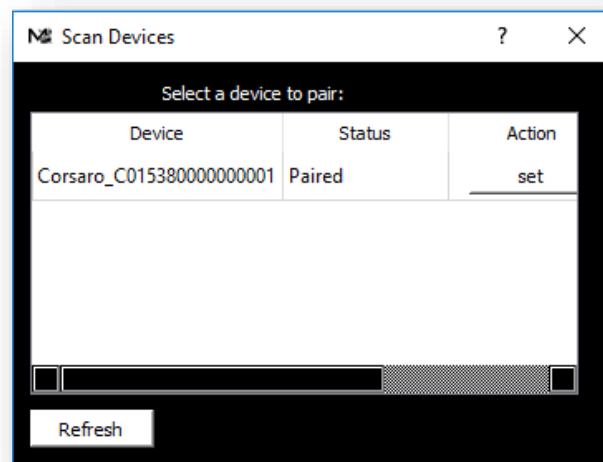 Scan Devices
?
Select a device to pair:
Device Status Action
Corsaro_C015380000000001 Paired set
Refresh